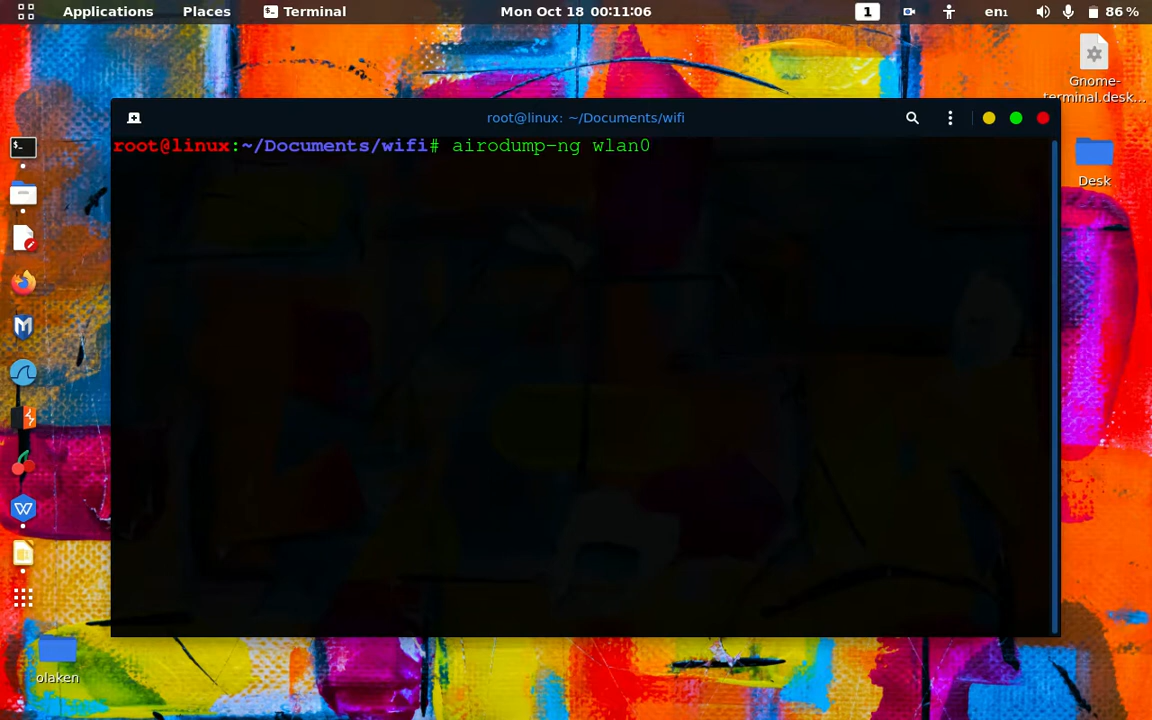 Applications Places Terminal Mon Oct 18 00:11:06 1 en₁ 86 %
Gnome-
terminal.desk...
root@linux: ~/Documents/wifi
root@linux:~/Documents/wifi# airodump-ng wlan0
Desk
olaken